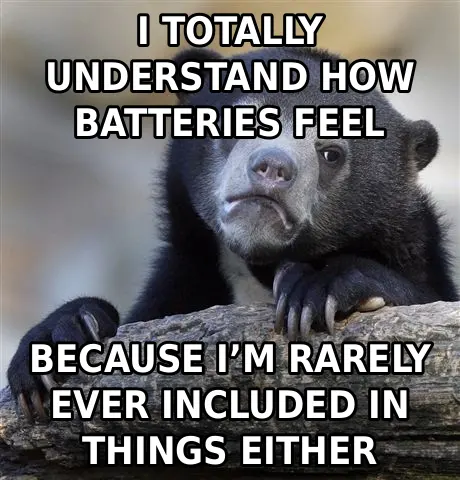 I TOTALLY
UNDERSTAND HOW
BATTERIES FEEL
BECAUSE I’M RARELY
EVER INCLUDED IN
THINGS EITHER